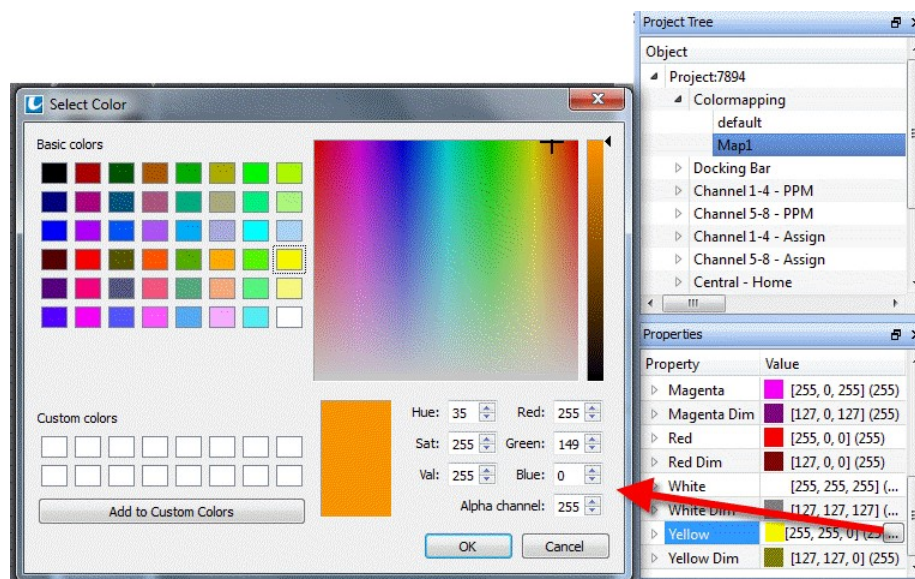 Select Color
Basic colors
Custom colors
Add to Custom Colors
Hue: 35 Red: 255
Sat: 255 Green: 149
Val: 255 Blue: 0
Alpha channel: 255
OK Cancel
Project Tree
Object
Project:7894
Colormapping
default
Map1
Docking Bar
Channel 1-4 - PPM
Channel 5-8 - PPM
Channel 1-4 - Assign
Channel 5-8 - Assign
Central - Home
Properties
Property Value
Magenta [255, 0, 255] (255)
Magenta Dim [127, 0, 127] (255)
Red [255, 0, 0] (255)
Red Dim [127, 0, 0] (255)
White [255, 255, 255] (...
White Dim [127, 127, 127] (...
Yellow [255, 255, 0] (25 ...
Yellow Dim [127, 127, 0] (255)